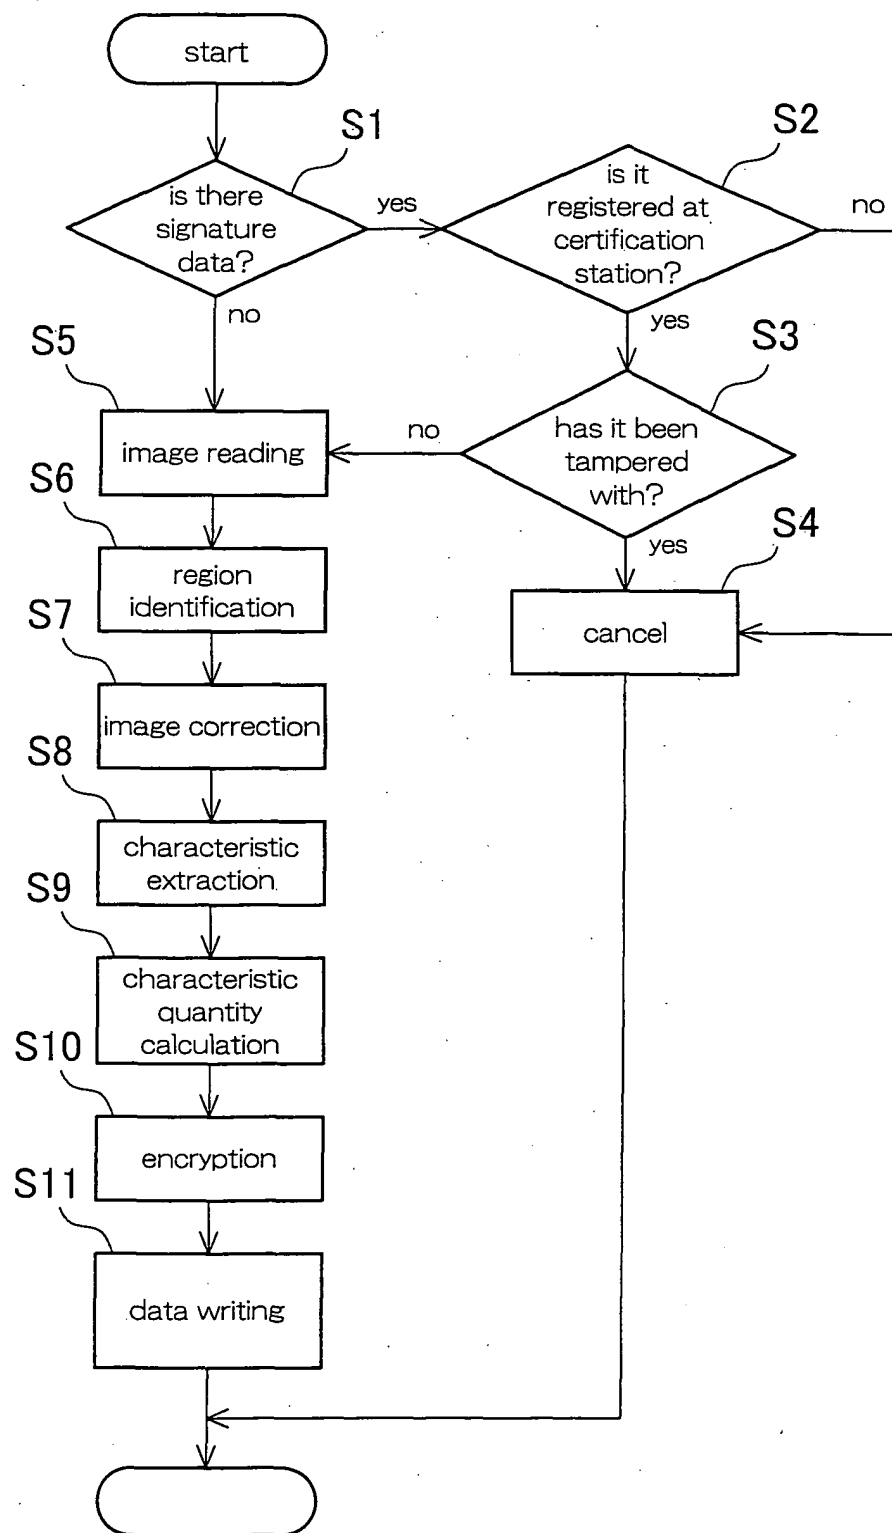 start
S1
is there
signature
data?
yes
no
S2
is it
registered at
certification
station?
no
yes
S3
has it been
tampered
with?
no
yes
S4
cancel
S5
image reading
S6
region
identification
S7
image correction
S8
characteristic
extraction
S9
characteristic
quantity
calculation
S10
encryption
S11
data writing